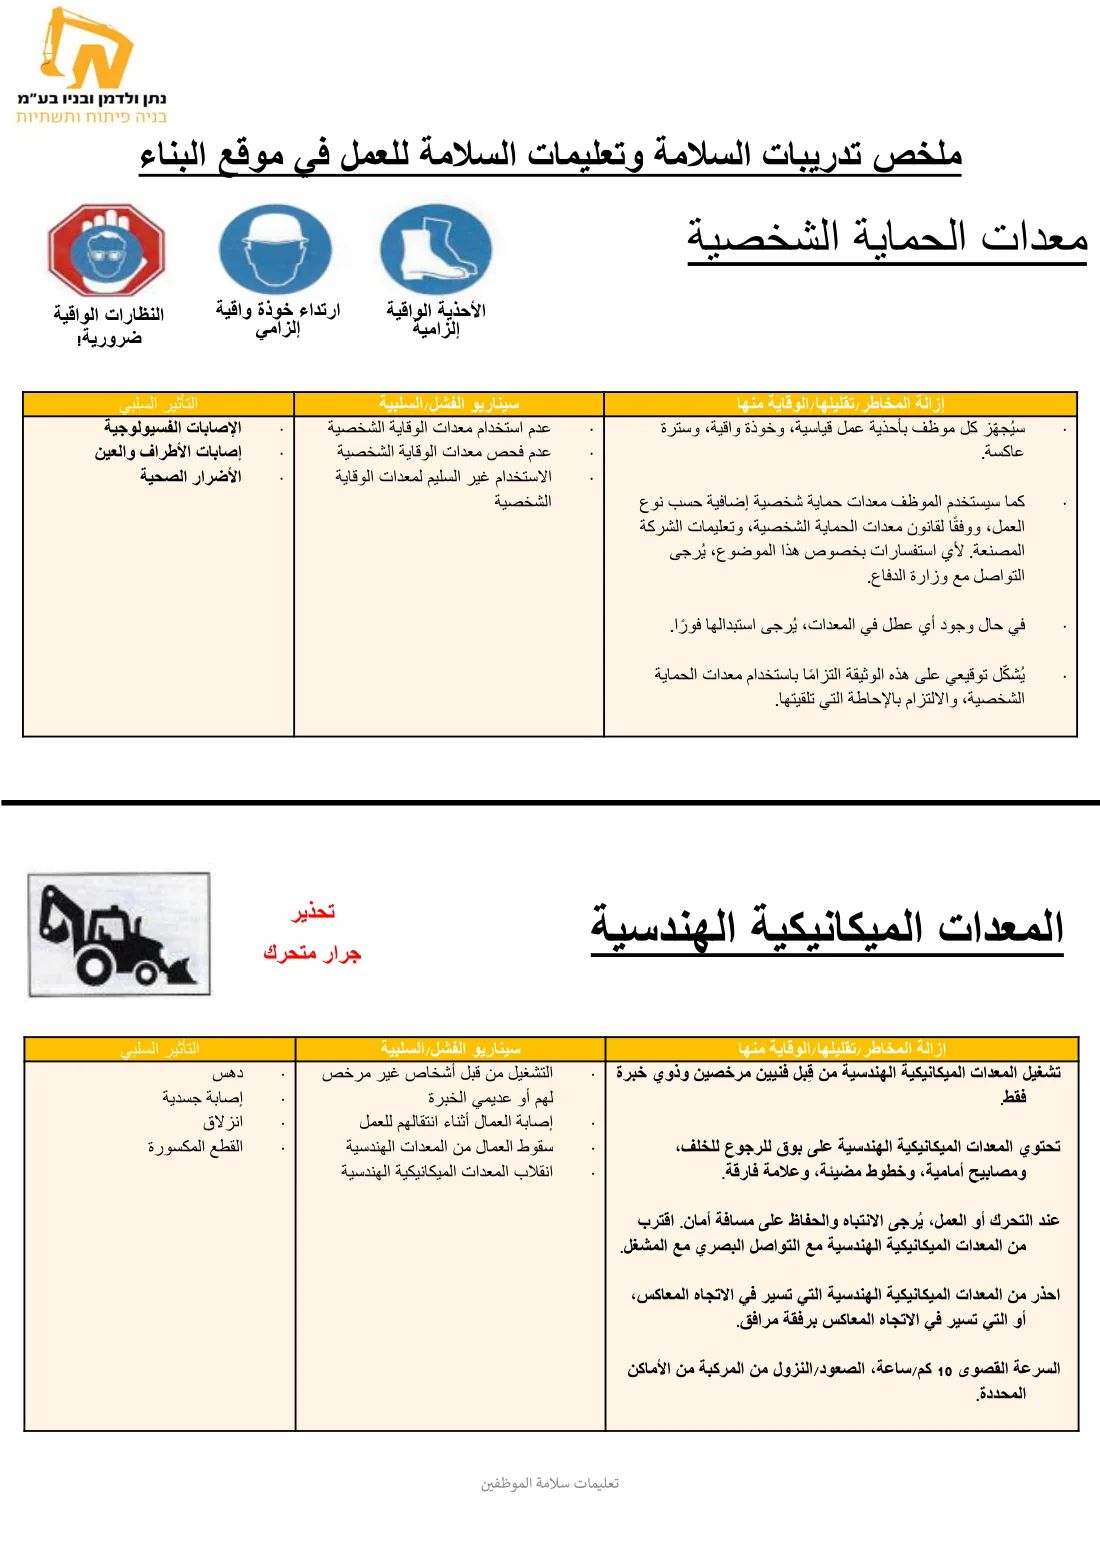 נתן ולדמן ובניו בע"מ
בניה פיתוח ותשתיות
ملخص تدريبات السلامة وتعليمات السلامة للعمل في موقع البناء
معدات الحماية الشخصية
الأحذية الواقية
إلزامية
ارتداء خوذة واقية
إلزامي
النظارات الواقية
ضرورية!
إزالة المخاطر/تقليلها/الوقاية منها
سيناريو الفشل/السلبية
التأثير السلبي
· سيُجهّز كل موظف بأحذية عمل قياسية، وخوذة واقية، وسترة
عاكسة.
· كما سيستخدم الموظف معدات حماية شخصية إضافية حسب نوع
العمل، ووفقًا لقانون معدات الحماية الشخصية، وتعليمات الشركة
المصنعة. لأي استفسارات بخصوص هذا الموضوع، يُرجى
التواصل مع وزارة الدفاع.
· في حال وجود أي عطل في المعدات، يُرجى استبدالها فورًا.
· يُشكّل توقيعي على هذه الوثيقة التزامًا باستخدام معدات الحماية
الشخصية، والالتزام بالإحاطة التي تلقيتها.
· عدم استخدام معدات الوقاية الشخصية
· عدم فحص معدات الوقاية الشخصية
· الاستخدام غير السليم لمعدات الوقاية
الشخصية
· الإصابات الفسيولوجية
· إصابات الأطراف والعين
· الأضرار الصحية
المعدات الميكانيكية الهندسية
تحذير
جرار متحرك
إزالة المخاطر/تقليلها/الوقاية منها
سيناريو الفشل/السلبية
التأثير السلبي
تشغيل المعدات الميكانيكية الهندسية من قِبل فنيين مرخصين وذوي خبرة
فقط.
تحتوي المعدات الميكانيكية الهندسية على بوق للرجوع للخلف،
ومصابيح أمامية، وخطوط مضيئة، وعلامة فارقة.
عند التحرك أو العمل، يُرجى الانتباه والحفاظ على مسافة أمان. اقترب
من المعدات الميكانيكية الهندسية مع التواصل البصري مع المشغل.
احذر من المعدات الميكانيكية الهندسية التي تسير في الاتجاه المعاكس،
أو التي تسير في الاتجاه المعاكس برفقة مرافق.
السرعة القصوى 10 كم/ساعة، الصعود/النزول من المركبة من الأماكن
المحددة.
· التشغيل من قبل أشخاص غير مرخص
لهم أو عديمي الخبرة
· إصابة العمال أثناء انتقالهم للعمل
· سقوط العمال من المعدات الهندسية
· انقلاب المعدات الميكانيكية الهندسية
· دهس
· إصابة جسدية
· انزلاق
· القطع المكسورة
تعليمات سلامة الموظفين